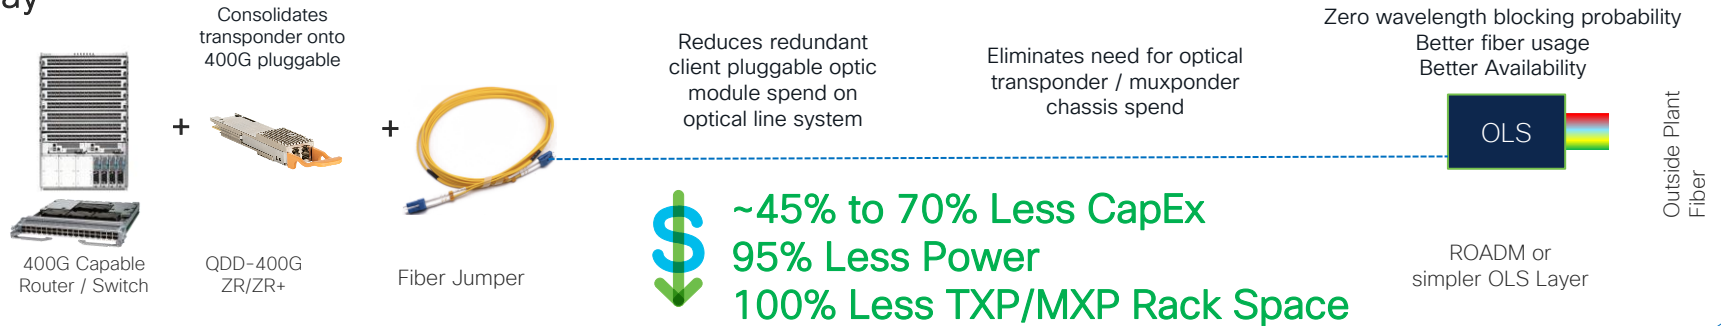 Consolidates
transponder onto
400G pluggable
+
+
Reduces redundant
client pluggable optic
module spend on
optical line system
Eliminates need for optical
transponder / muxponder
chassis spend
Zero wavelength blocking probability
Better fiber usage
Better Availability
OLS
Outside Plant
Fiber
$
~45% to 70% Less CapEx
95% Less Power
100% Less TXP/MXP Rack Space
400G Capable
Router / Switch
QDD-400G
ZR/ZR+
Fiber Jumper
ROADM or
simpler OLS Layer